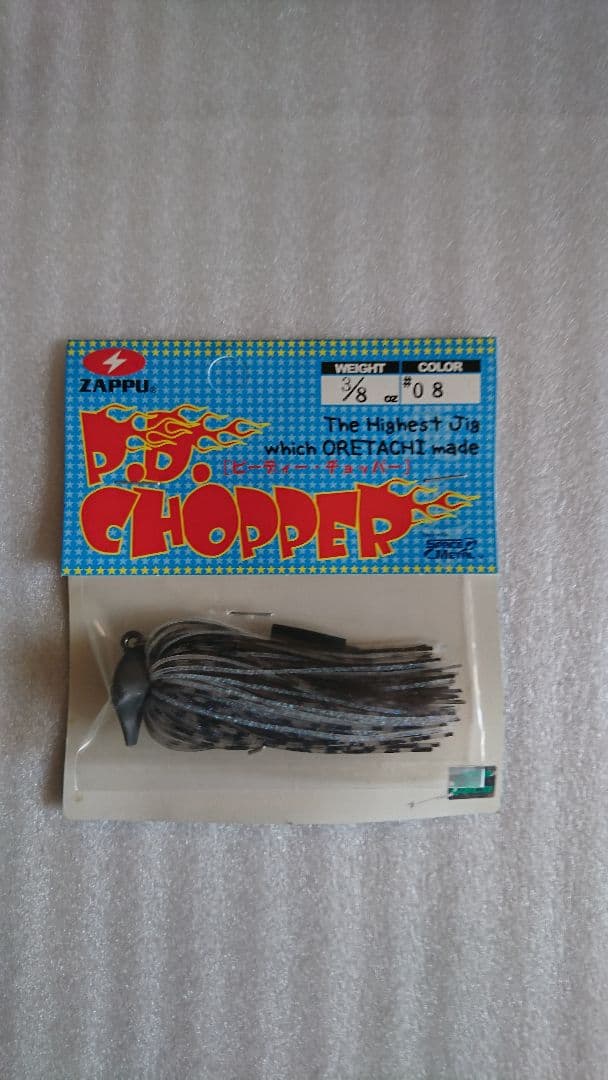 ZAPPU®
WEIGHT COLOR
3/8 oz #08
The Highest Jig
which ORETACHI made
P.D.
[ピーディー・チョッパー]
CHOPPER